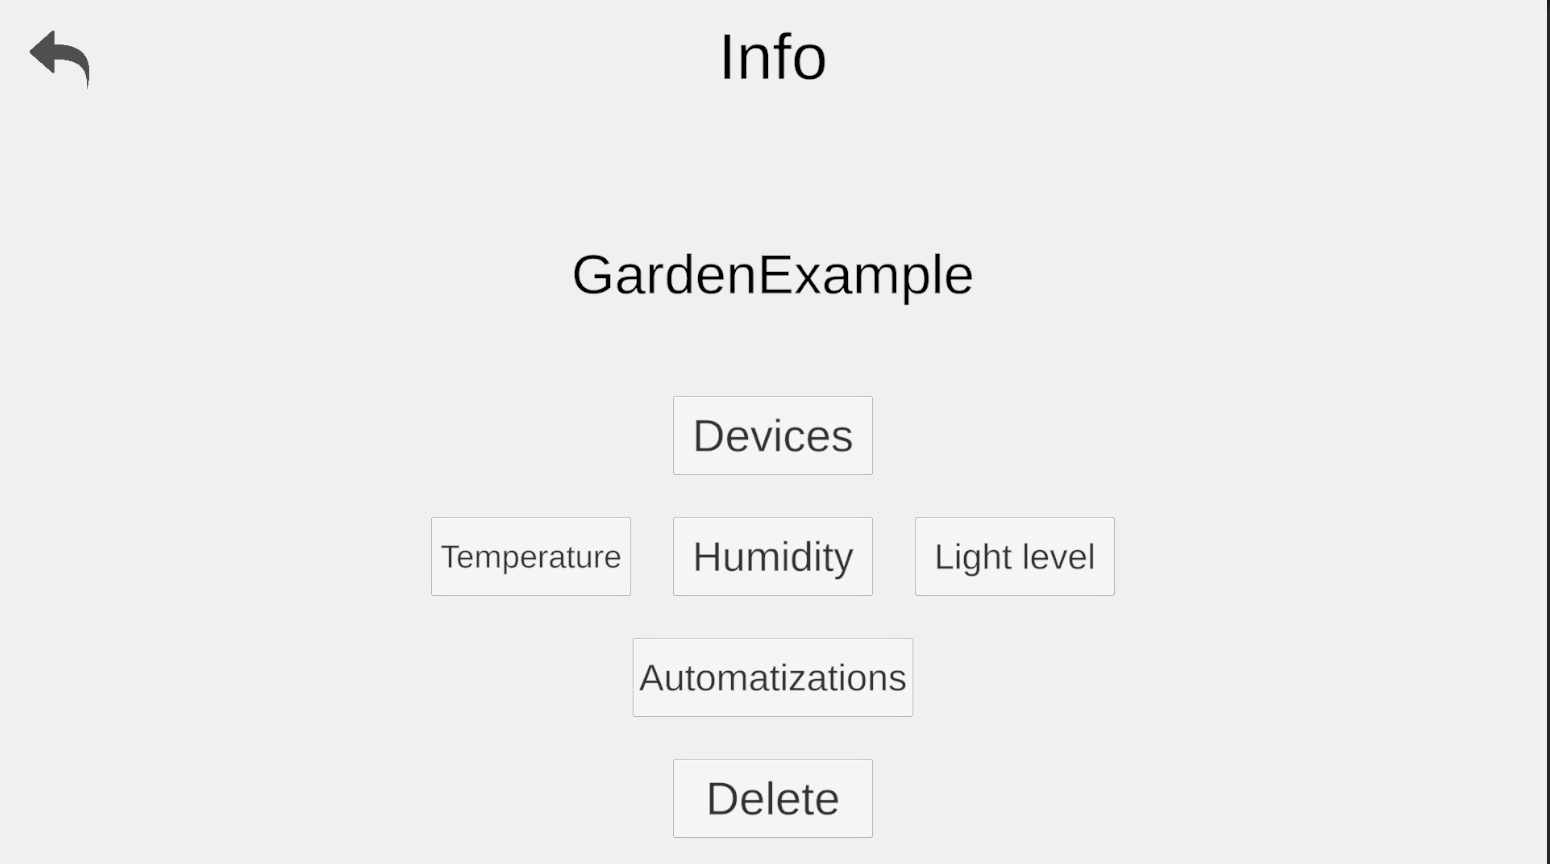 Info
GardenExample
Devices
Temperature Humidity Light level
Automatizations
Delete